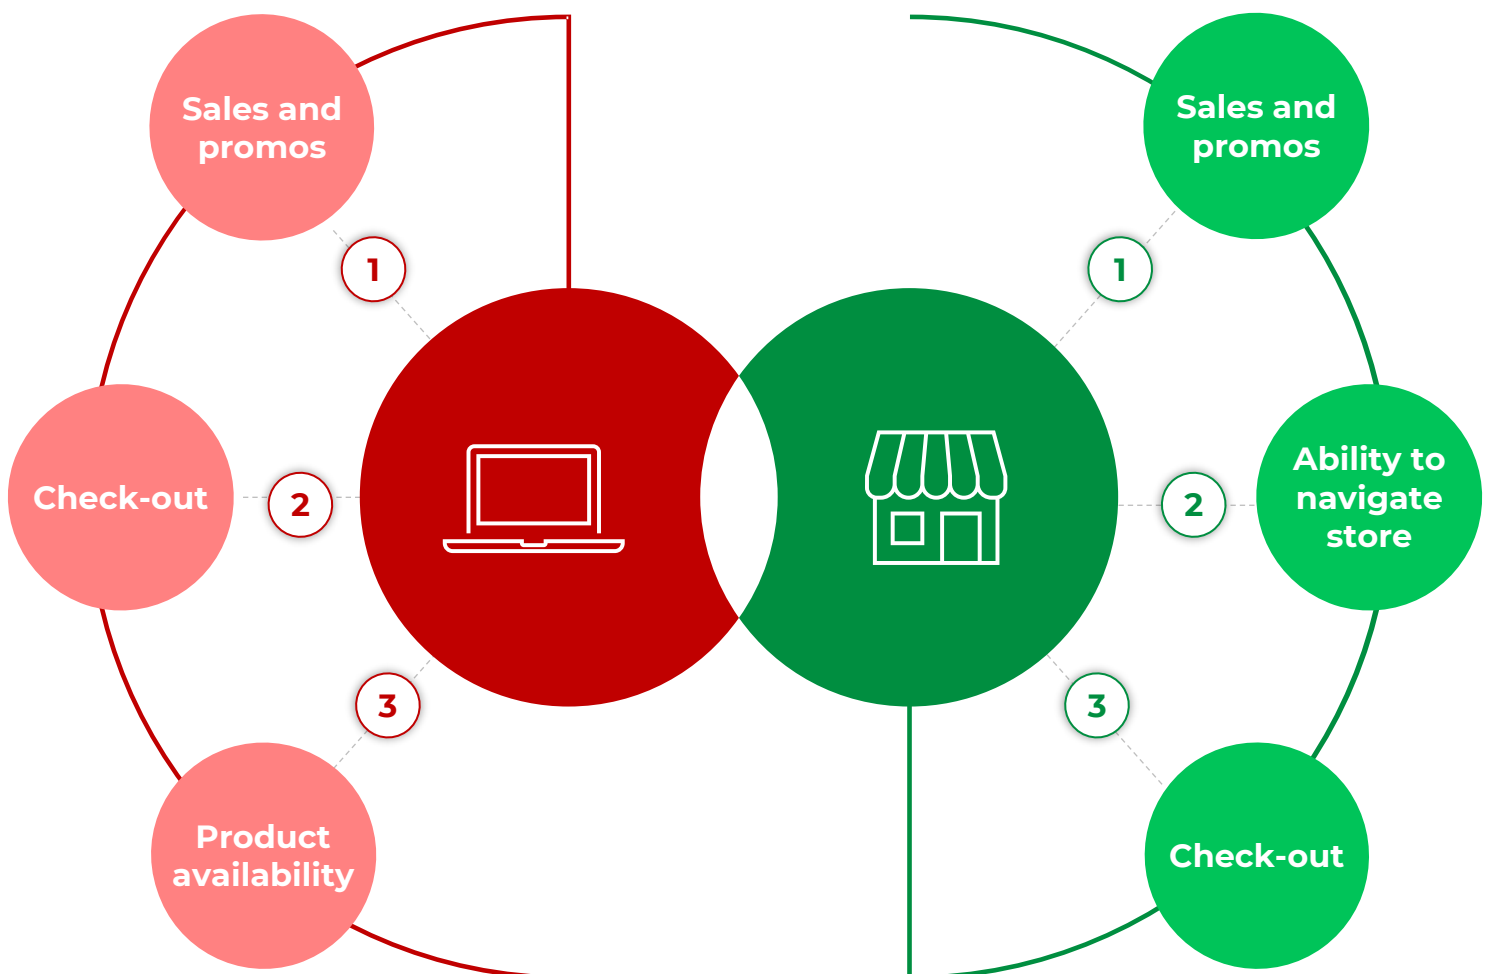 Sales and
promos
1
Check-out
2
Product
availability
3
Sales and
promos
1
Ability to
navigate
store
2
Check-out
3